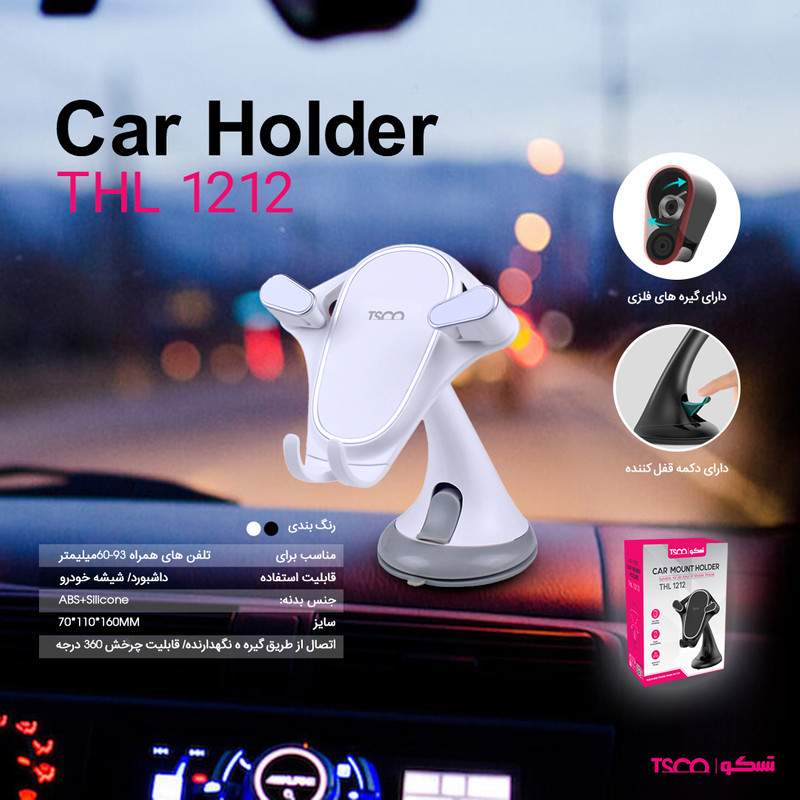 Car Holder
THL 1212
TSCO
دارای گیره های فلزی
دارای دکمه قفل کننده
رنگ بندی
مناسب برای تلفن های همراه 93-60میلیمتر
قابلیت استفاده داشبورد/ شیشه خودرو
جنس بدنه: ABS+Silicone
سایز 70*110*160MM
اتصال از طریق گیره ه نگهدارنده/ قابلیت چرخش 360 درجه
TSCO تسکو
CAR MOUNT HOLDER
THL 1212
TSCO | تسکو